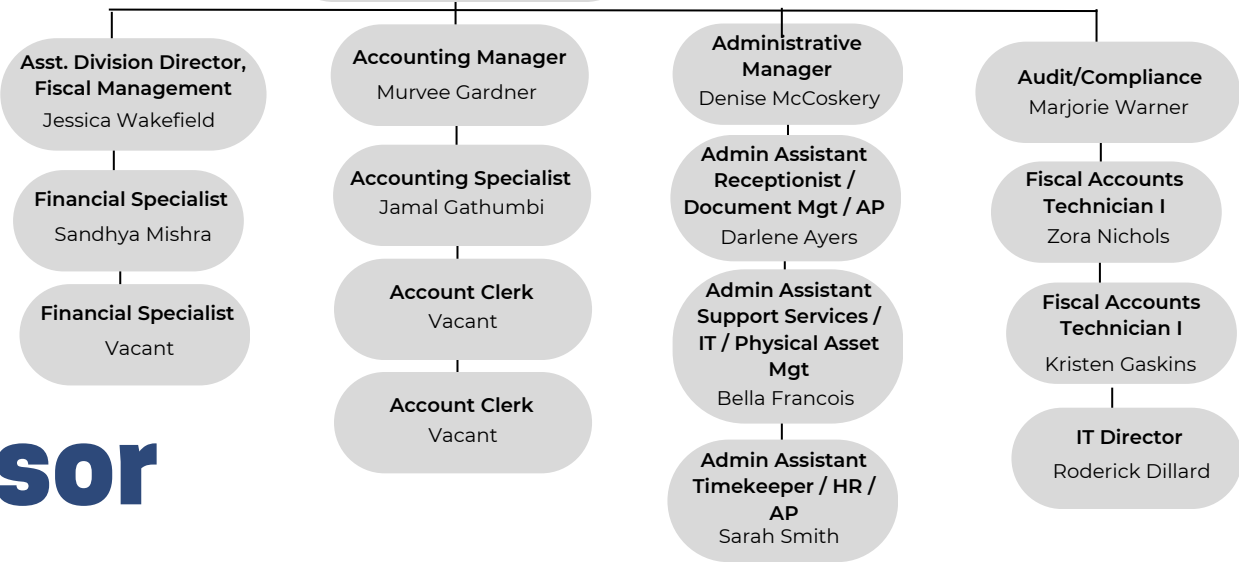 Asst. Division Director,
Fiscal Management
Jessica Wakefield
Financial Specialist
Sandhya Mishra
Financial Specialist
Vacant
Accounting Manager
Murvee Gardner
Accounting Specialist
Jamal Gathumbi
Account Clerk
Vacant
Account Clerk
Vacant
Administrative
Manager
Denise McCoskery
Admin Assistant
Receptionist /
Document Mgt / AP
Darlene Ayers
Admin Assistant
Support Services /
IT / Physical Asset
Mgt
Bella Francois
Admin Assistant
Timekeeper / HR /
AP
Sarah Smith
Audit/Compliance
Marjorie Warner
Fiscal Accounts
Technician I
Zora Nichols
Fiscal Accounts
Technician I
Kristen Gaskins
IT Director
Roderick Dillard
sor